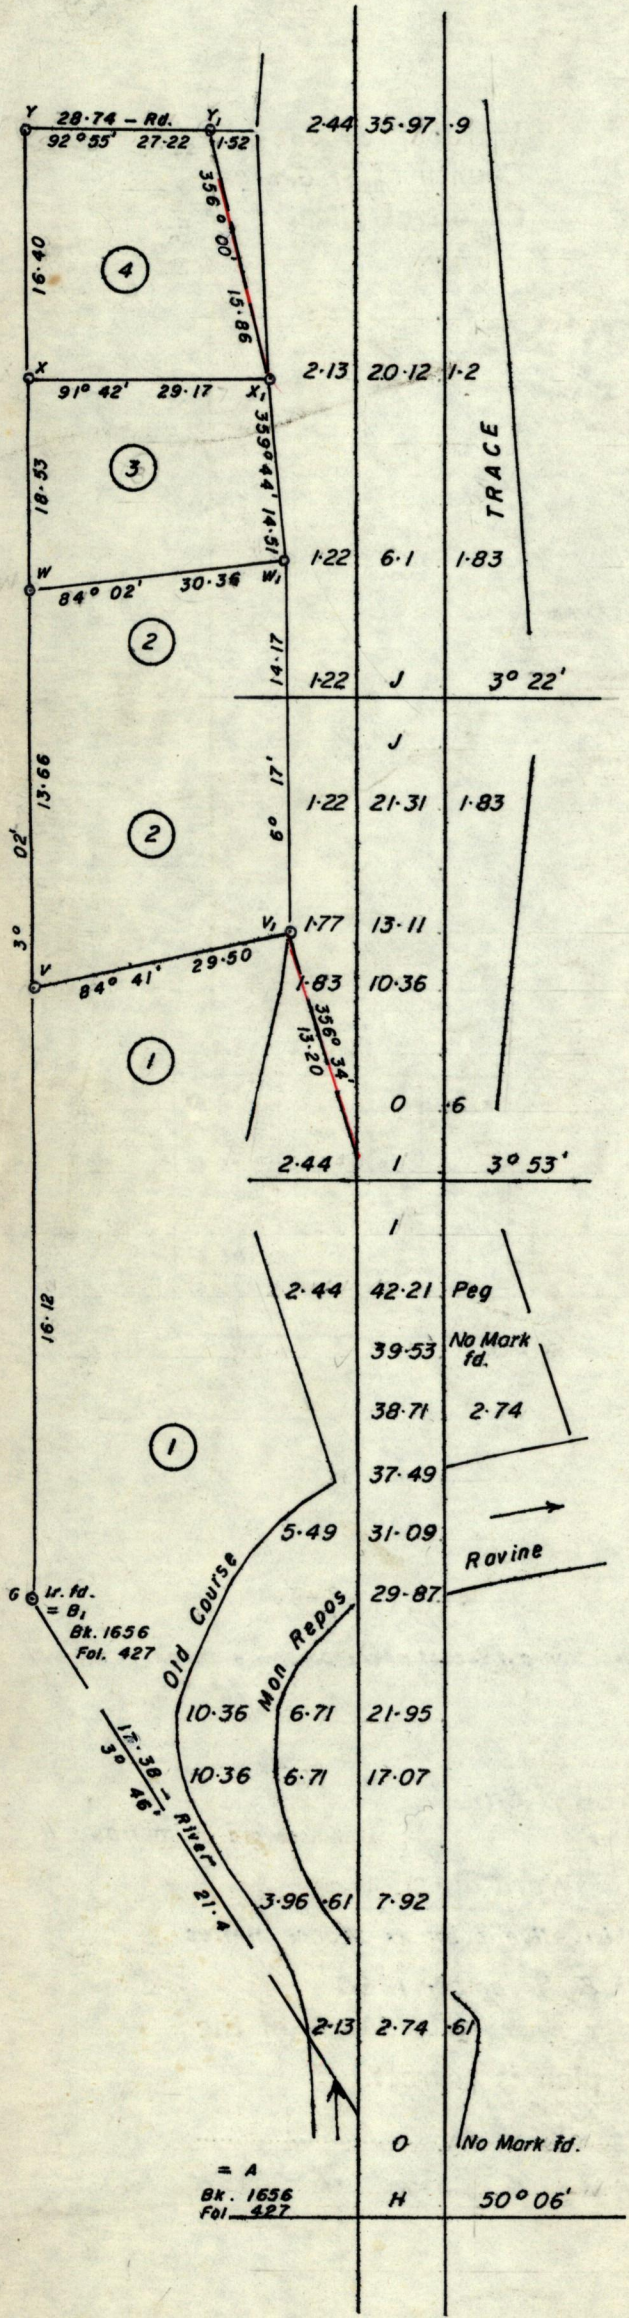 Y 28·74 – Rd. Y₁ 2·44 35·97 ·9
92°55' 27·22 1·52
356°00' 15·86
16·40
4
X 2·13 20·12 1·2
91° 42' 29·17 X₁
TRACE
359°44' 14·51
18·53
3
W W₁ 1·22 6·1 1·83
84° 02' 30·36
2
14·17
1·22 J 3° 22'
J
13·66
6° 17'
1·22 21·31 1·83
2
3° 02'
V₁ 1·77 13·11
V 84° 41' 29·50
1·83 10·36
356° 34'
13·20
1
O ·6
2·44 I 3° 53'
I
16·12
2·44 42·21 Peg
39·53 No Mark
fd.
38·71 2·74
1
37·49
5·49 31·09
Ravine
Old Course
Mon Repos
29·87
G Ir. fd.
= B₁
Bk. 1656
Fol. 427
10·36 6·71 21·95
10·36 6·71 17·07
17·38 – River
3° 46'
21·4
3·96 ·61 7·92
2·13 2·74 ·61
O No Mark fd.
= A
Bk. 1656
Fol. 427
H 50° 06'